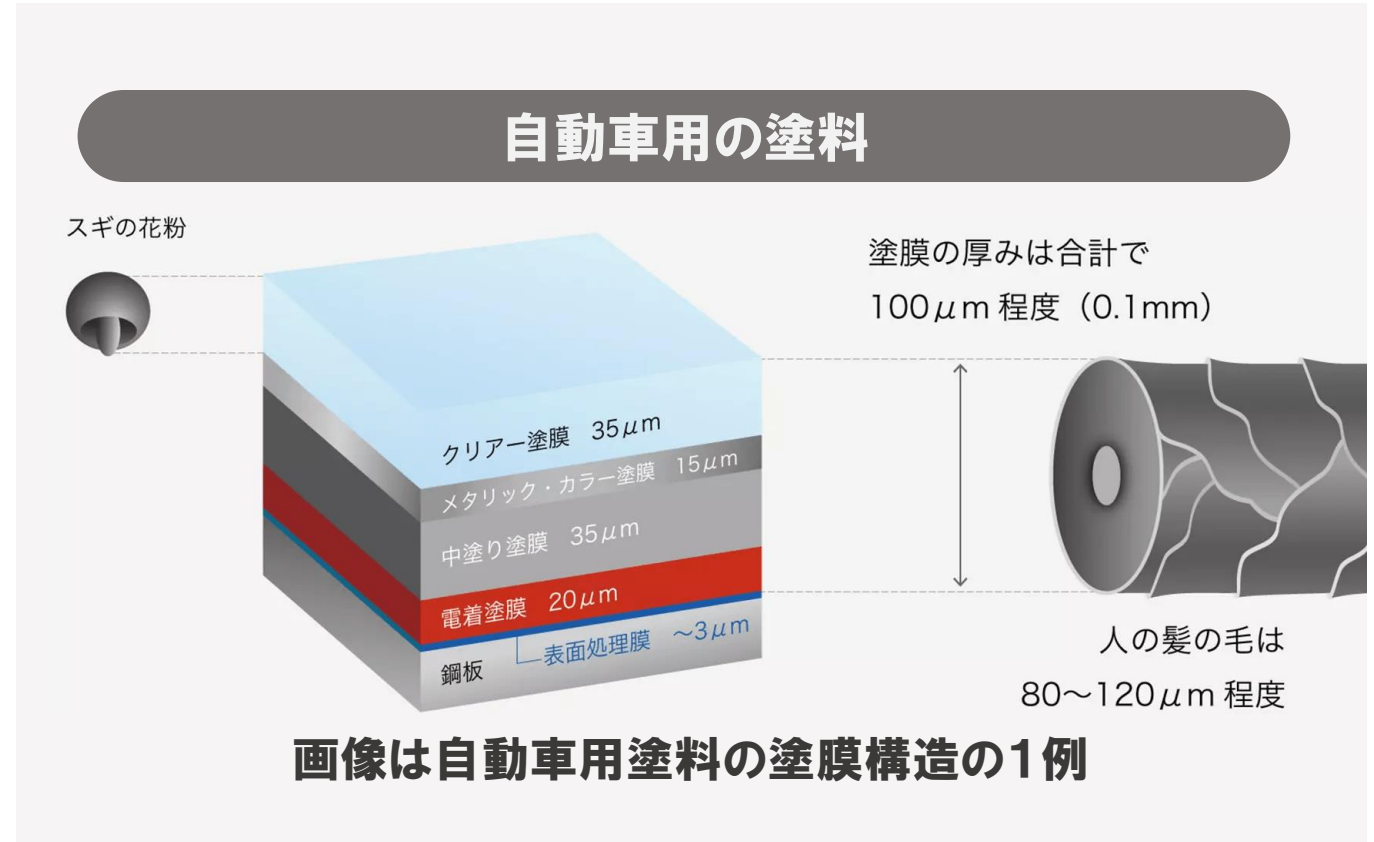 自動車用の塗料
スギの花粉
塗膜の厚みは合計で
100μm 程度（0.1mm）
クリアー塗膜　35μm
メタリック・カラー塗膜　15μm
中塗り塗膜　35μm
電着塗膜　20μm
表面処理膜　～3μm
鋼板
人の髪の毛は
80～120μm 程度
画像は自動車用塗料の塗膜構造の1例